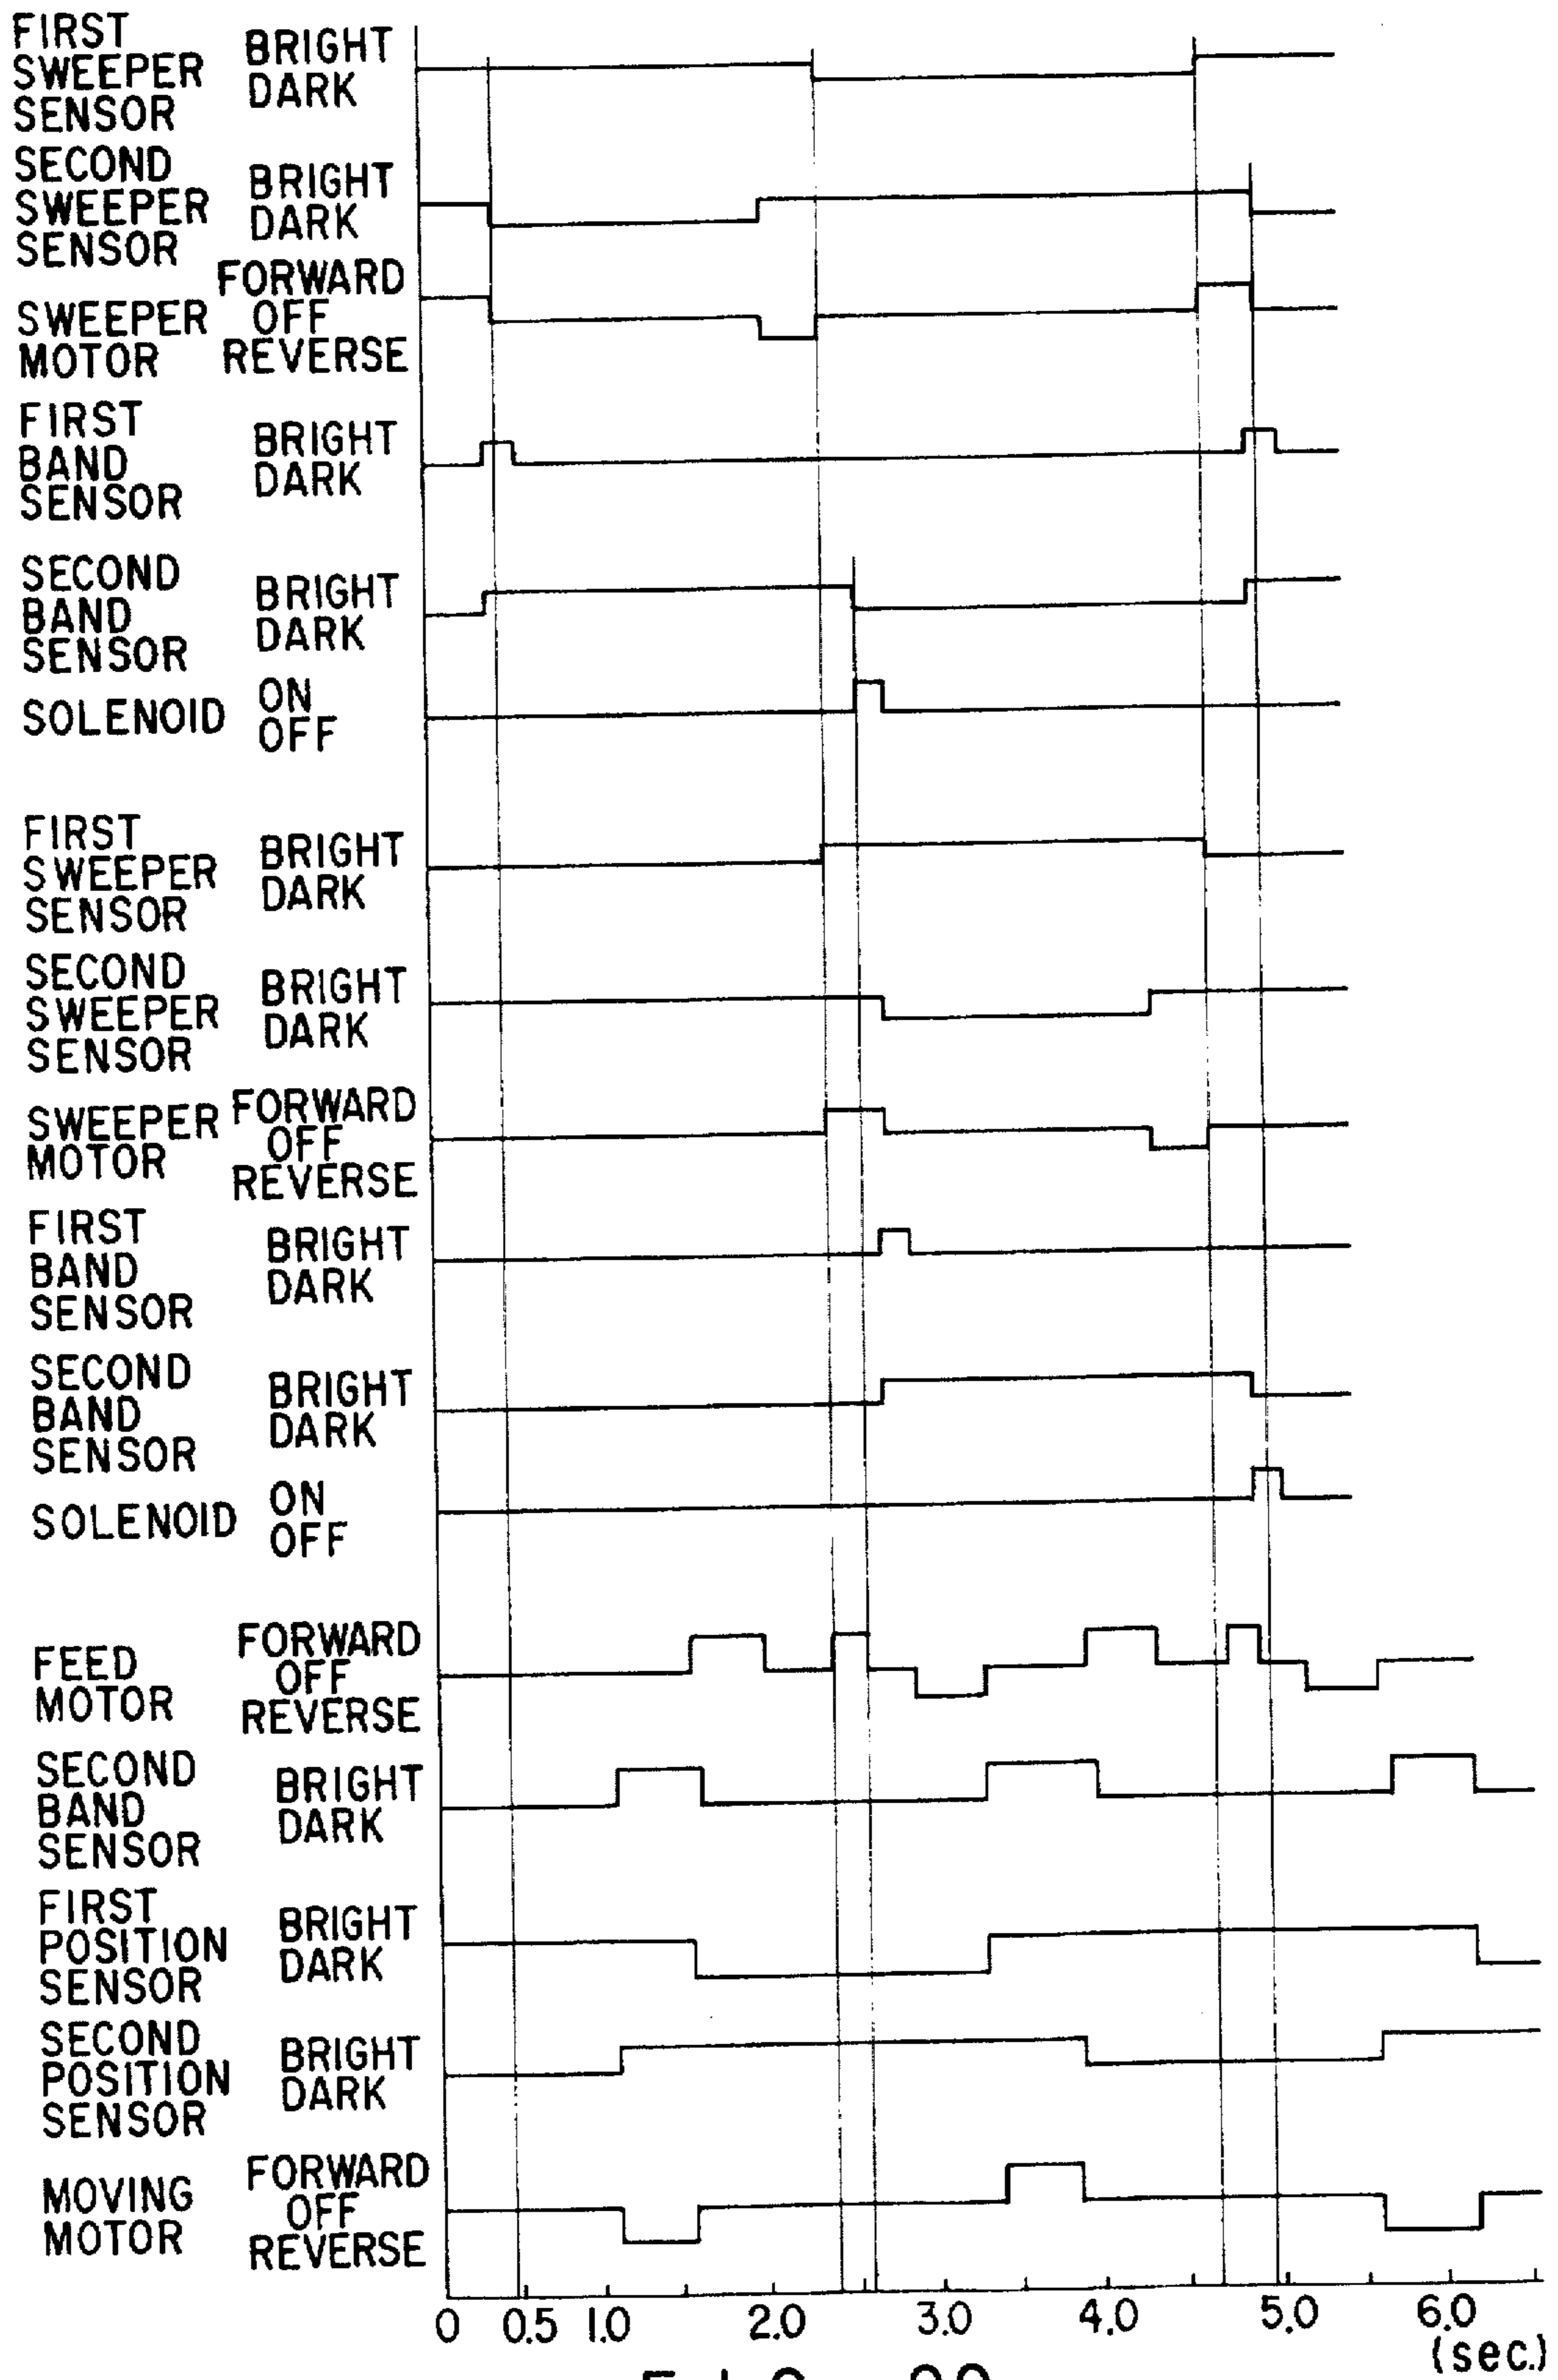 FIRST
SWEEPER
SENSOR
BRIGHT
DARK
SECOND
SWEEPER
SENSOR
BRIGHT
DARK
SWEEPER
MOTOR
FORWARD
OFF
REVERSE
FIRST
BAND
SENSOR
BRIGHT
DARK
SECOND
BAND
SENSOR
BRIGHT
DARK
SOLENOID
ON
OFF
FIRST
SWEEPER
SENSOR
BRIGHT
DARK
SECOND
SWEEPER
SENSOR
BRIGHT
DARK
SWEEPER
MOTOR
FORWARD
OFF
REVERSE
FIRST
BAND
SENSOR
BRIGHT
DARK
SECOND
BAND
SENSOR
BRIGHT
DARK
SOLENOID
ON
OFF
FEED
MOTOR
FORWARD
OFF
REVERSE
SECOND
BAND
SENSOR
BRIGHT
DARK
FIRST
POSITION
SENSOR
BRIGHT
DARK
SECOND
POSITION
SENSOR
BRIGHT
DARK
MOVING
MOTOR
FORWARD
OFF
REVERSE
0 0.5 1.0 2.0 3.0 4.0 5.0 6.0
(sec.)